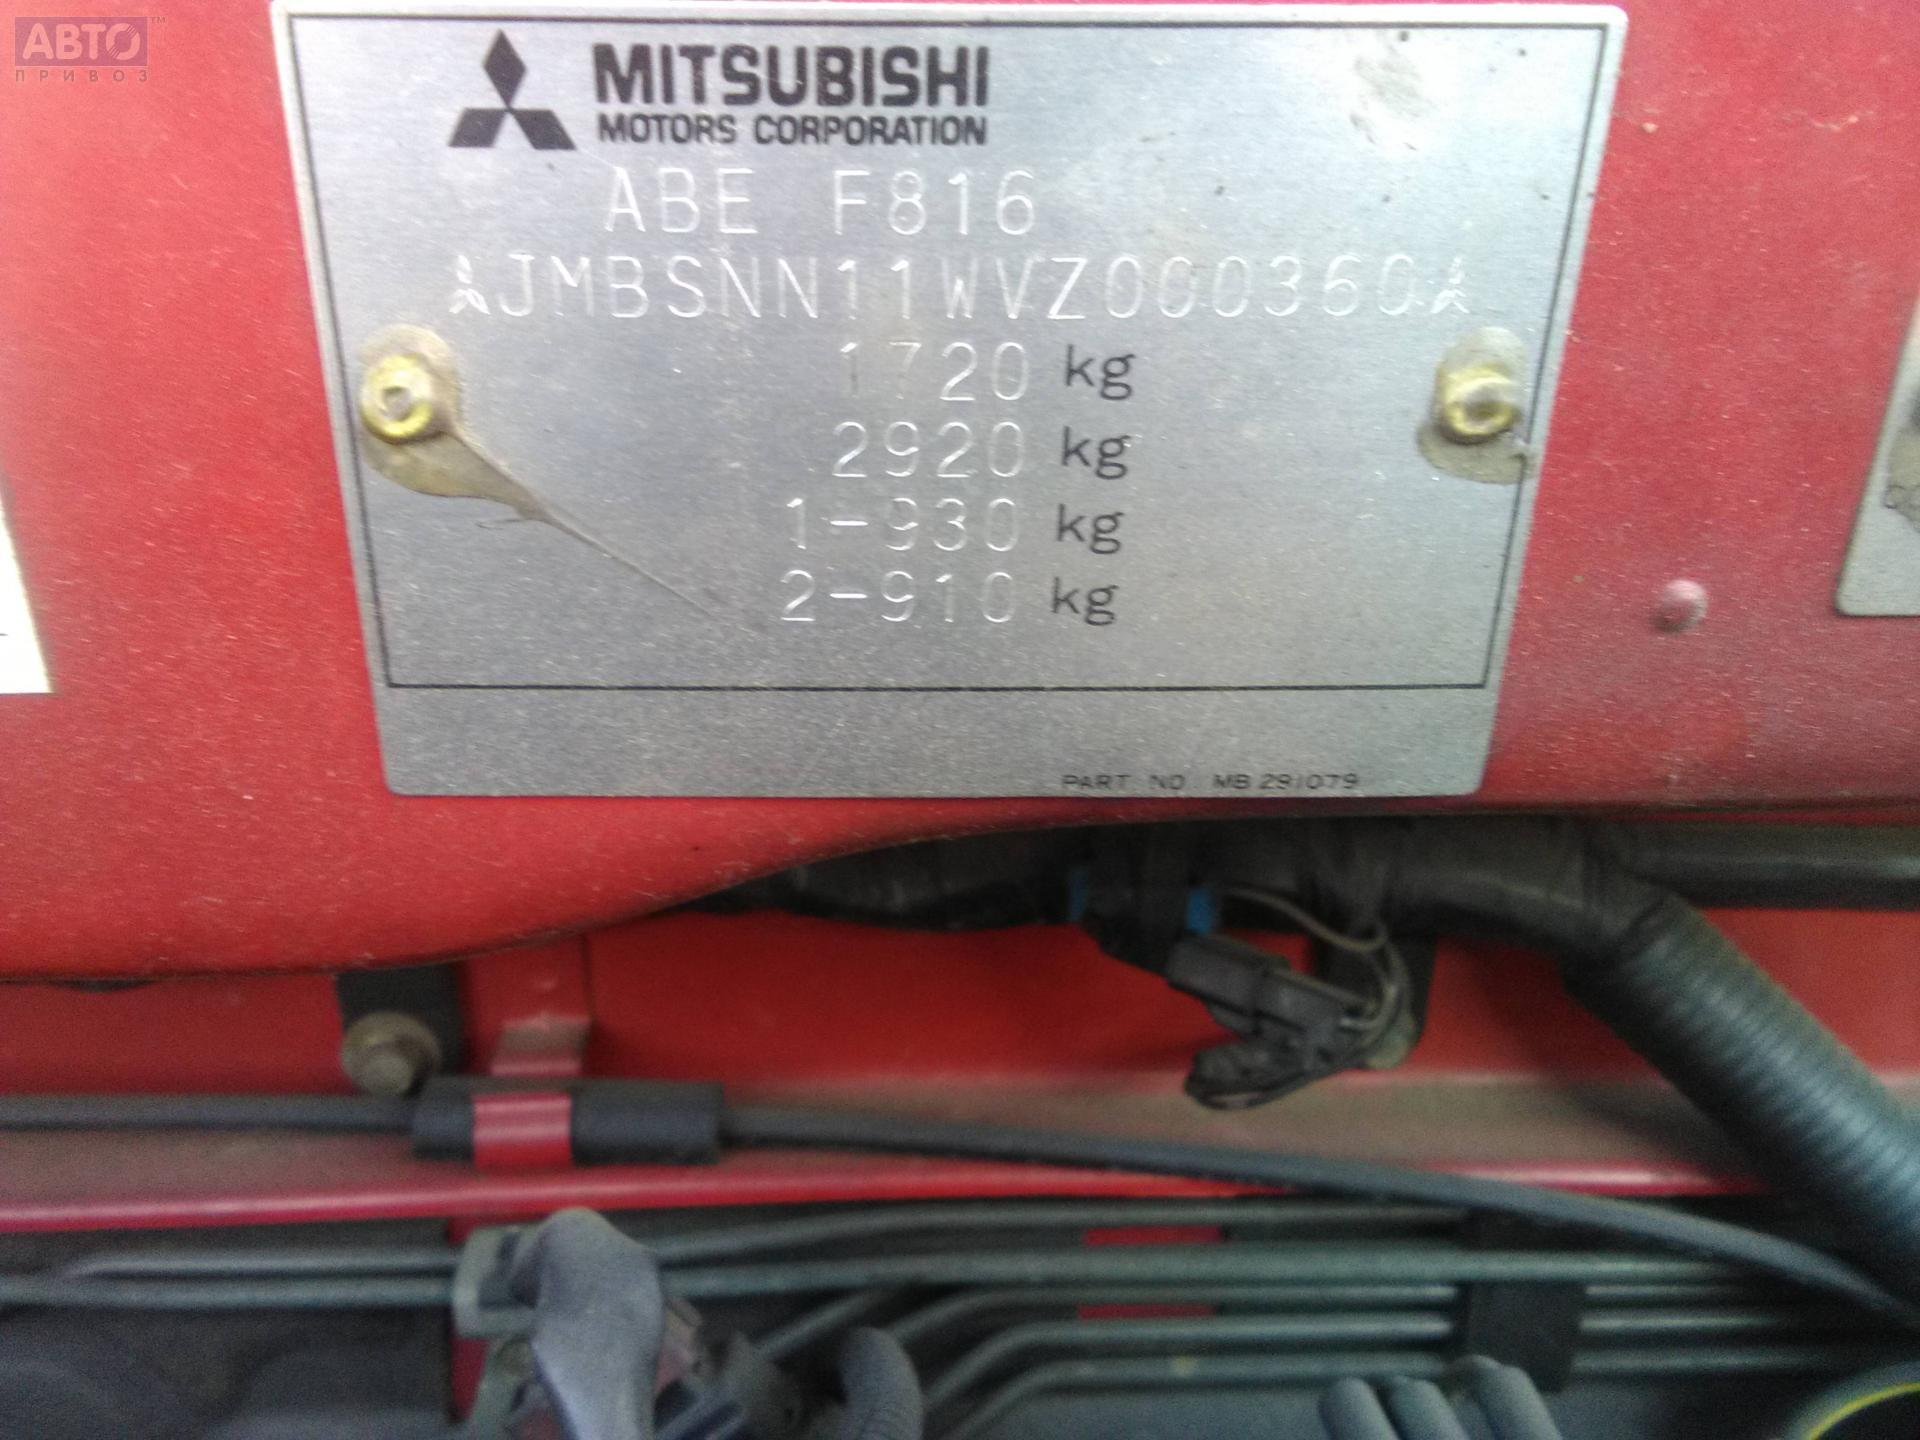 АВТО™
ПРИВОЗ
MITSUBISHI
MOTORS CORPORATION
ABE F816
JMBSNN11WVZ000360
1720 kg
2920 kg
1-930 kg
2-910 kg
PART NO. MB 291079